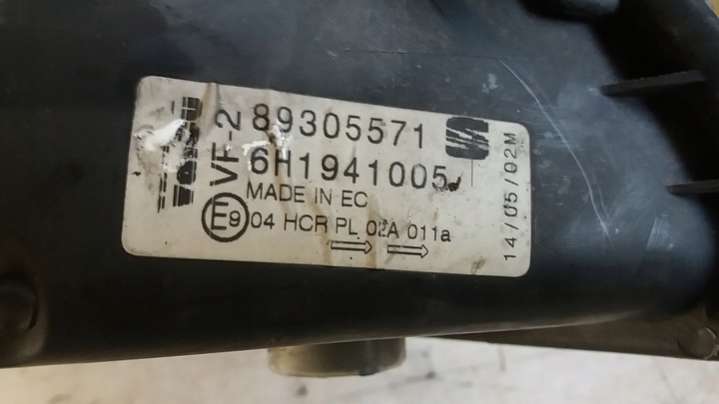 VF-2
89305571
6H1941005
MADE IN EC
E9 04 HCR PL 02A 011a
14/05/02M